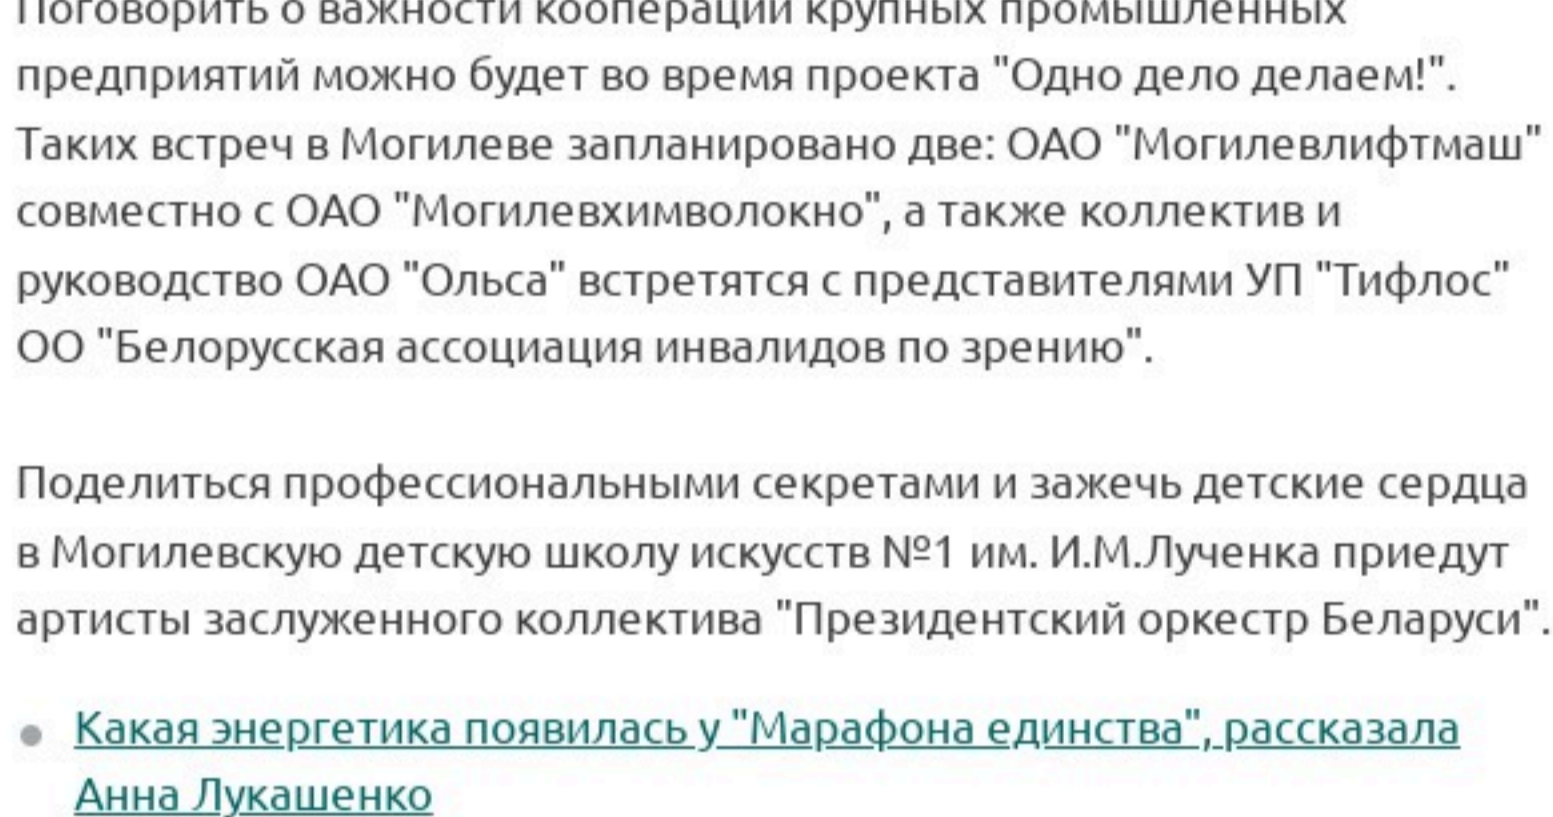 Поговорить о важности кооперации крупных промышленных
предприятий можно будет во время проекта "Одно дело делаем!".
Таких встреч в Могилеве запланировано две: ОАО "Могилевлифтмаш"
совместно с ОАО "Могилевхимволокно", а также коллектив и
руководство ОАО "Ольса" встретятся с представителями УП "Тифлос"
ОО "Белорусская ассоциация инвалидов по зрению".
Поделиться профессиональными секретами и зажечь детские сердца
в Могилевскую детскую школу искусств №1 им. И.М.Лученка приедут
артисты заслуженного коллектива "Президентский оркестр Беларуси".
Какая энергетика появилась у "Марафона единства", рассказала
Анна Лукашенко